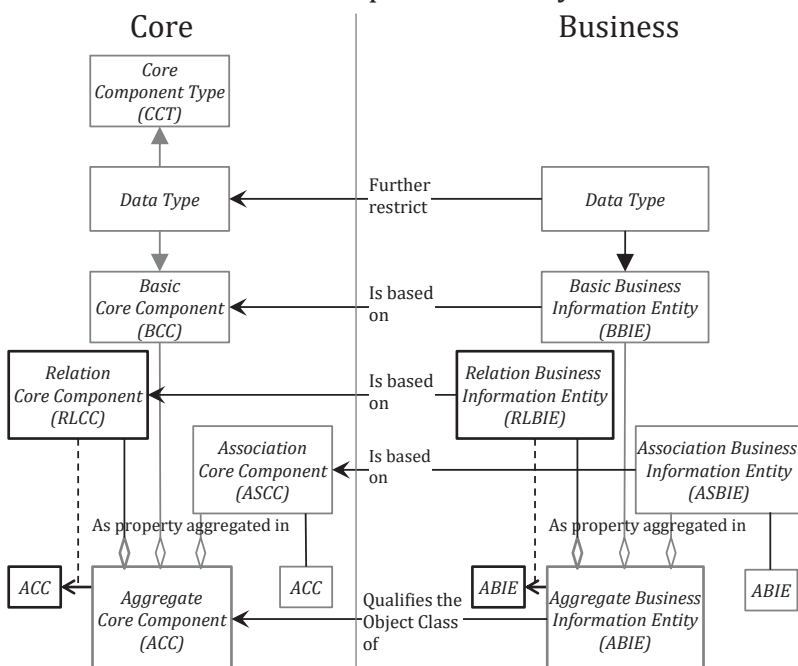 Core
Business
Core
Component Type
(CCT)
Data Type
Further
restrict
Data Type
Basic
Core Component
(BCC)
Is based
on
Basic Business
Information Entity
(BBIE)
Relation
Core Component
(RLCC)
Is based
on
Relation Business
Information Entity
(RLBIE)
Association
Core Component
(ASCC)
Is based
on
Association Business
Information Entity
(ASBIE)
As property aggregated in
As property aggregated in
ACC
Aggregate
Core Component
(ACC)
ACC
Qualifies the
Object Class
of
ABIE
Aggregate Business
Information Entity
(ABIE)
ABIE